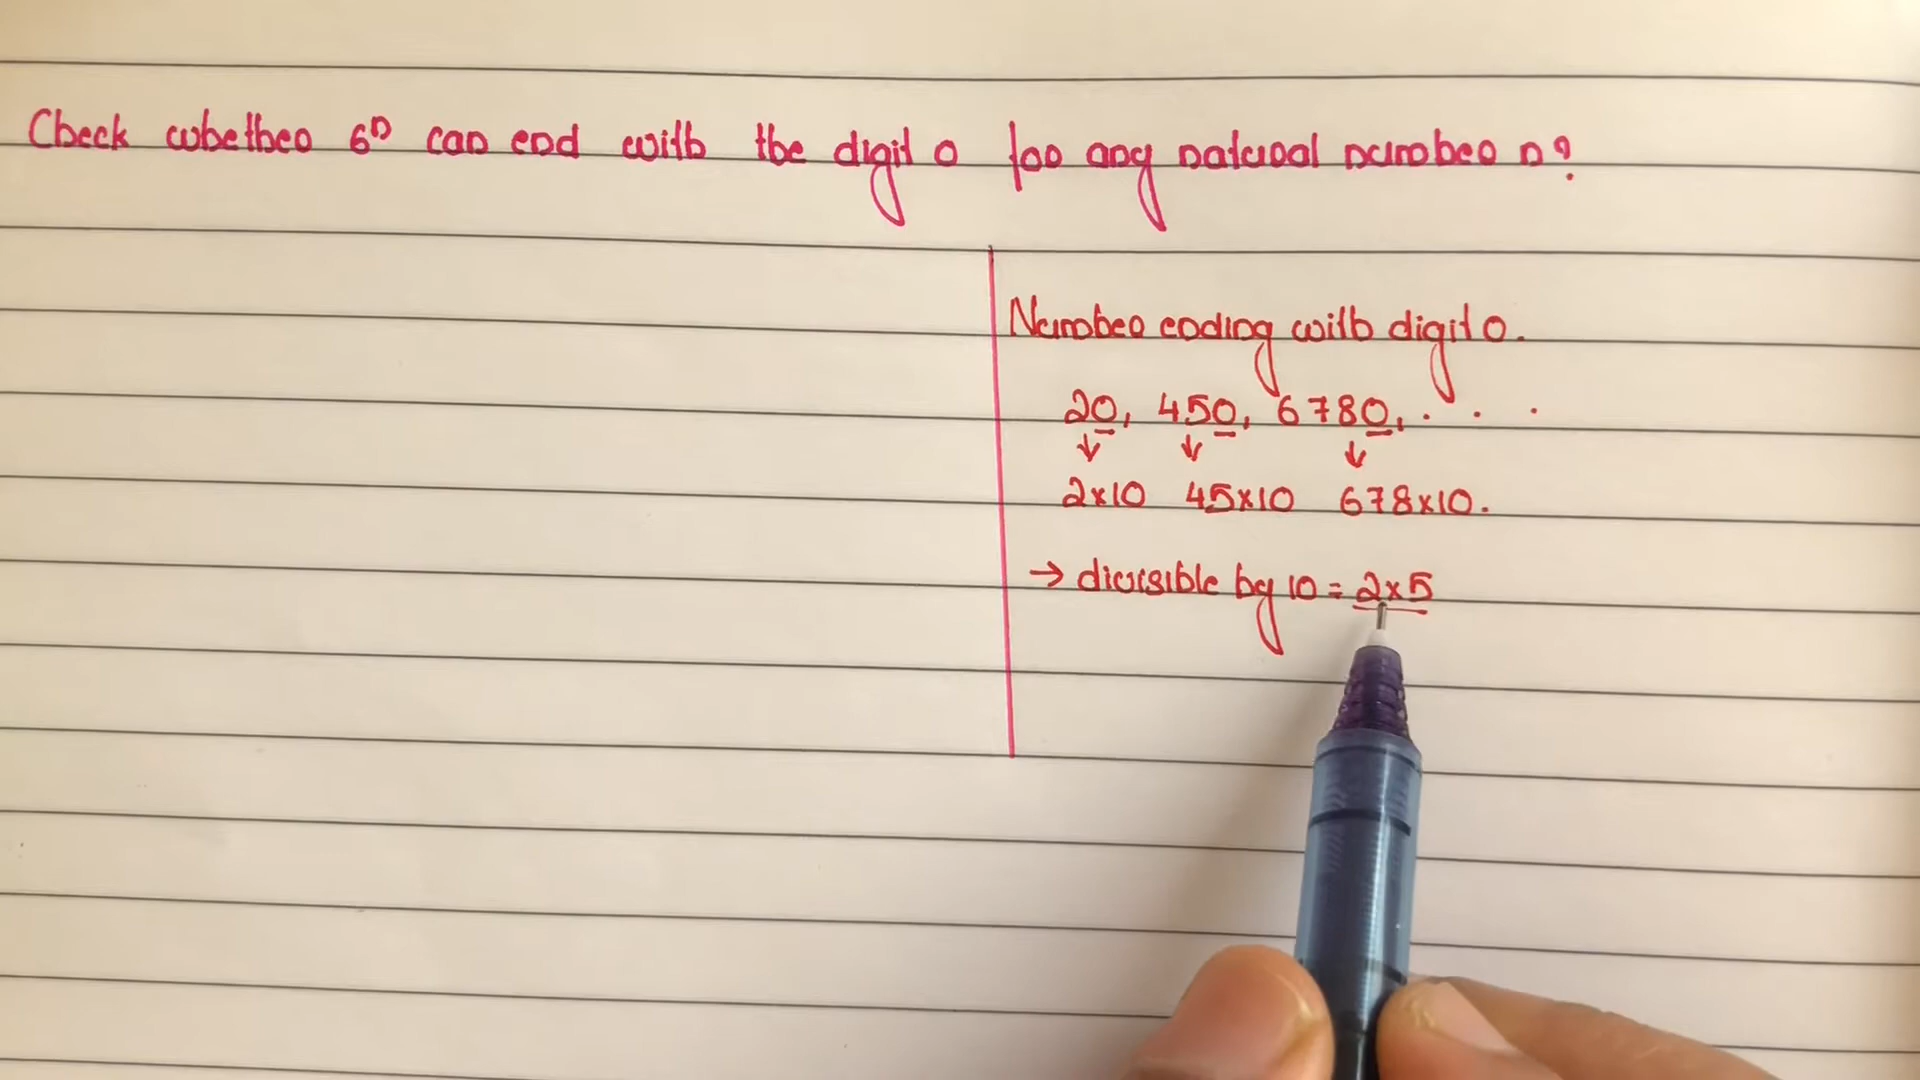 Check whether 6ⁿ can end with the digit 0 for any natural number n?
Number ending with digit 0.
20, 450, 6780, . . .
↓ ↓ ↓
2x10 45x10 678x10.
→ divisible by 10 = 2x5